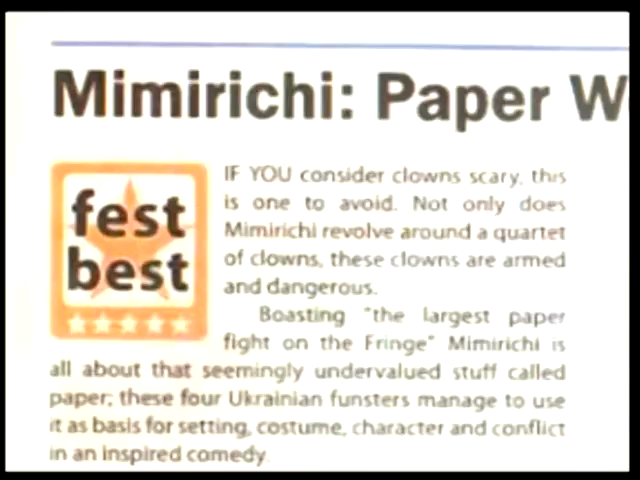 Mimirichi: Paper W
fest
best
IF YOU consider clowns scary, this
is one to avoid. Not only does
Mimirichi revolve around a quartet
of clowns, these clowns are armed
and dangerous.
Boasting "the largest paper
fight on the Fringe" Mimirichi is
all about that seemingly undervalued stuff called
paper; these four Ukrainian funsters manage to use
it as basis for setting, costume, character and conflict
in an inspired comedy.